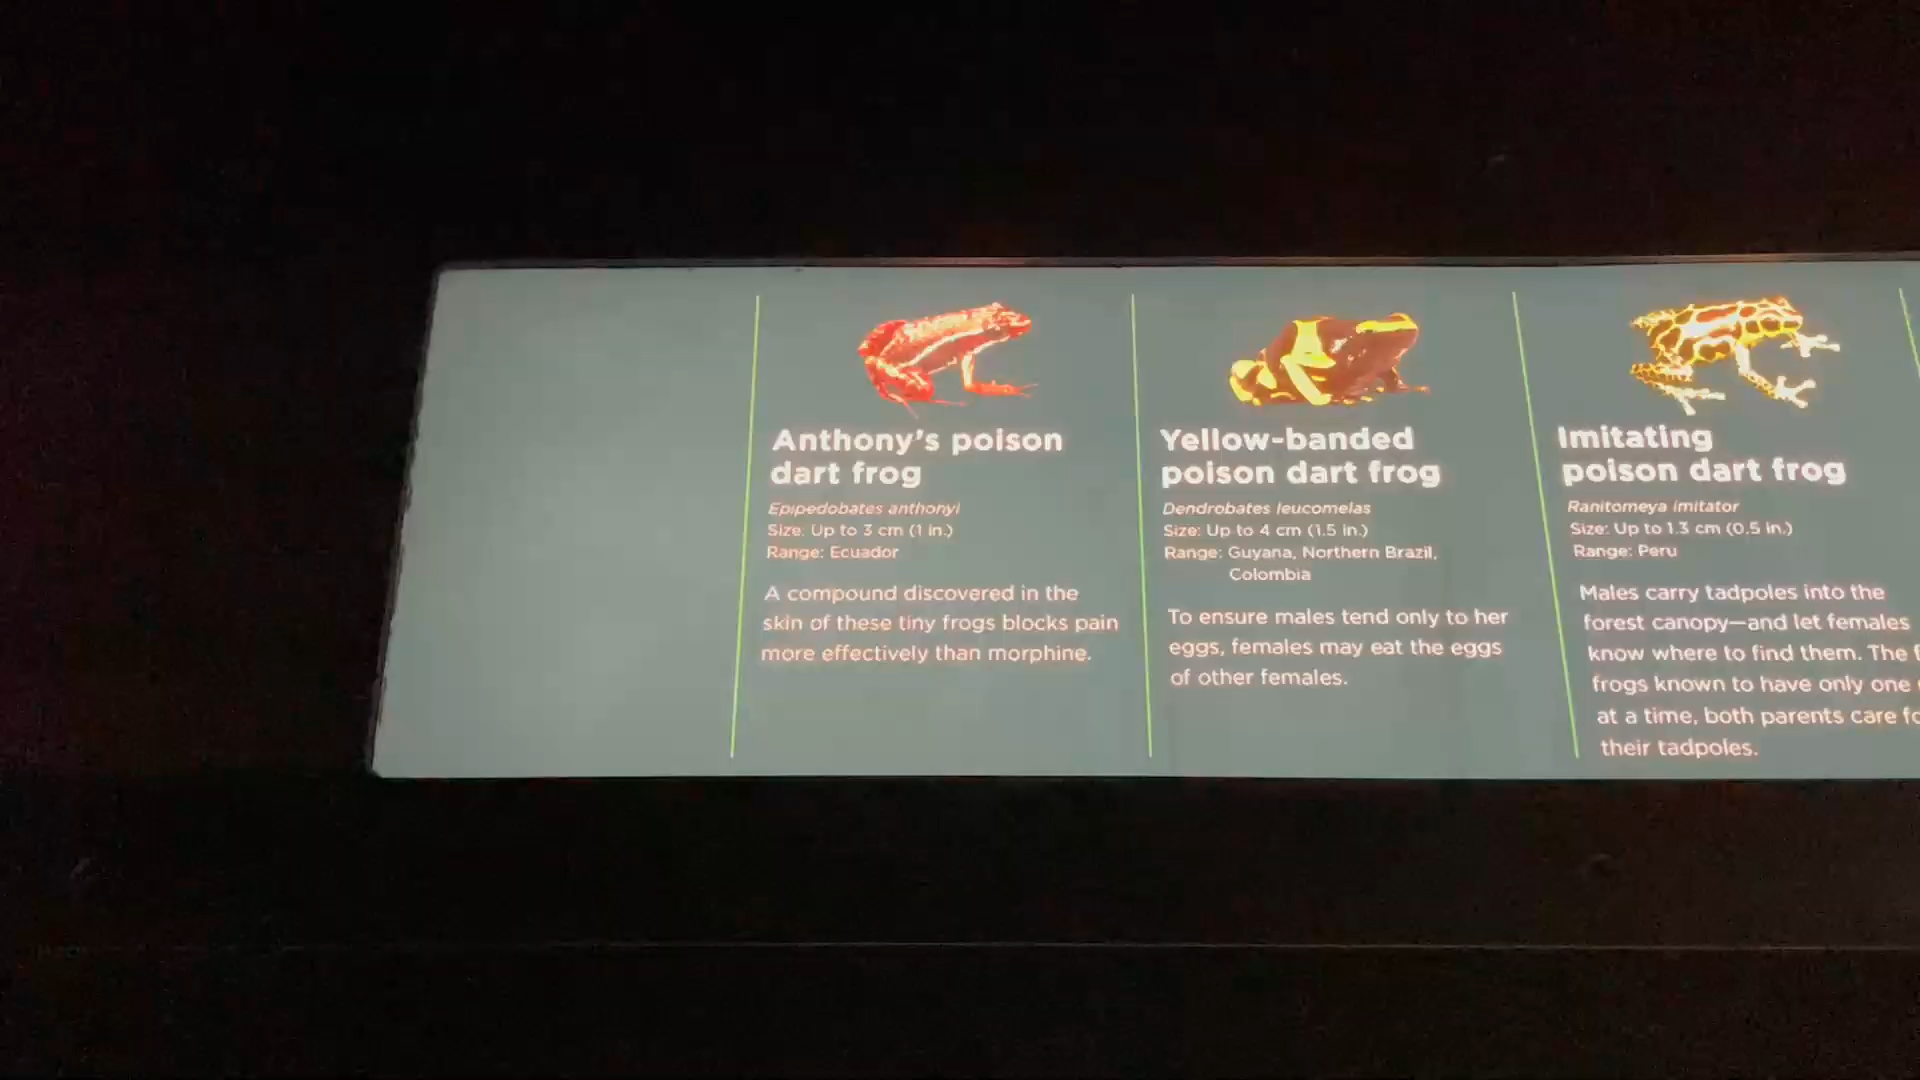 Anthony's poison
dart frog
Epipedobates anthonyi
Size: Up to 3 cm (1 in.)
Range: Ecuador
A compound discovered in the
skin of these tiny frogs blocks pain
more effectively than morphine.
Yellow-banded
poison dart frog
Dendrobates leucomelas
Size: Up to 4 cm (1.5 in.)
Range: Guyana, Northern Brazil,
Colombia
To ensure males tend only to her
eggs, females may eat the eggs
of other females.
Imitating
poison dart frog
Ranitomeya imitator
Size: Up to 1.3 cm (0.5 in.)
Range: Peru
Males carry tadpoles into the
forest canopy—and let females
know where to find them. The
frogs known to have only one
at a time, both parents care
their tadpoles.